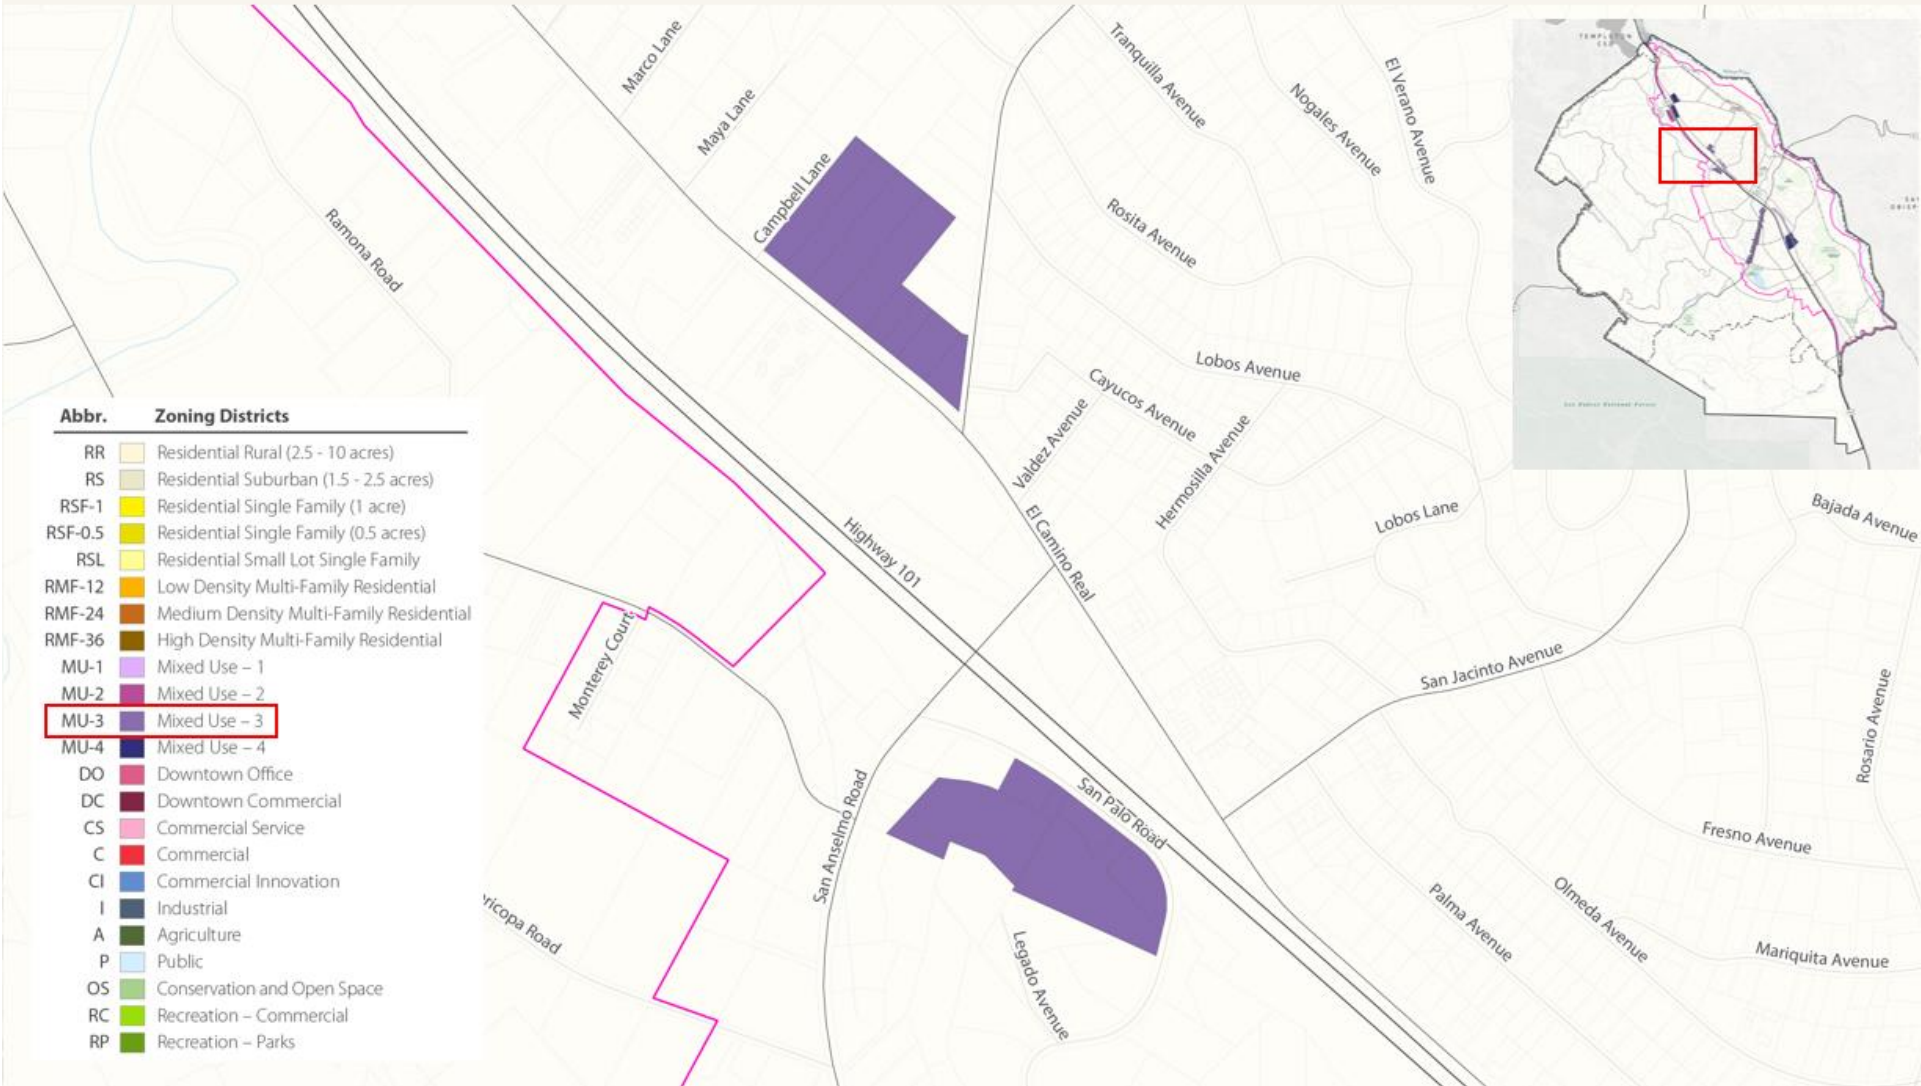 Marco Lane
Maya Lane
Campbell Lane
Tranquilla Avenue
Nogales Avenue
El Verano Avenue
Rosita Avenue
Ramona Road
Lobos Avenue
Cayucos Avenue
Valdez Avenue
Hermosilla Avenue
Lobos Lane
El Camino Real
Highway 101
Bajada Avenue
Monterey Court
San Jacinto Avenue
Rosario Avenue
San Anselmo Road
San Palo Road
Fresno Avenue
Palma Avenue
Olmeda Avenue
Mariquita Avenue
Legado Avenue
aricopa Road
TEMPLETON
CSD
Los Padres National Forest
Abbr. Zoning Districts
RR Residential Rural (2.5 - 10 acres)
RS Residential Suburban (1.5 - 2.5 acres)
RSF-1 Residential Single Family (1 acre)
RSF-0.5 Residential Single Family (0.5 acres)
RSL Residential Small Lot Single Family
RMF-12 Low Density Multi-Family Residential
RMF-24 Medium Density Multi-Family Residential
RMF-36 High Density Multi-Family Residential
MU-1 Mixed Use – 1
MU-2 Mixed Use – 2
MU-3 Mixed Use – 3
MU-4 Mixed Use – 4
DO Downtown Office
DC Downtown Commercial
CS Commercial Service
C Commercial
CI Commercial Innovation
I Industrial
A Agriculture
P Public
OS Conservation and Open Space
RC Recreation – Commercial
RP Recreation – Parks